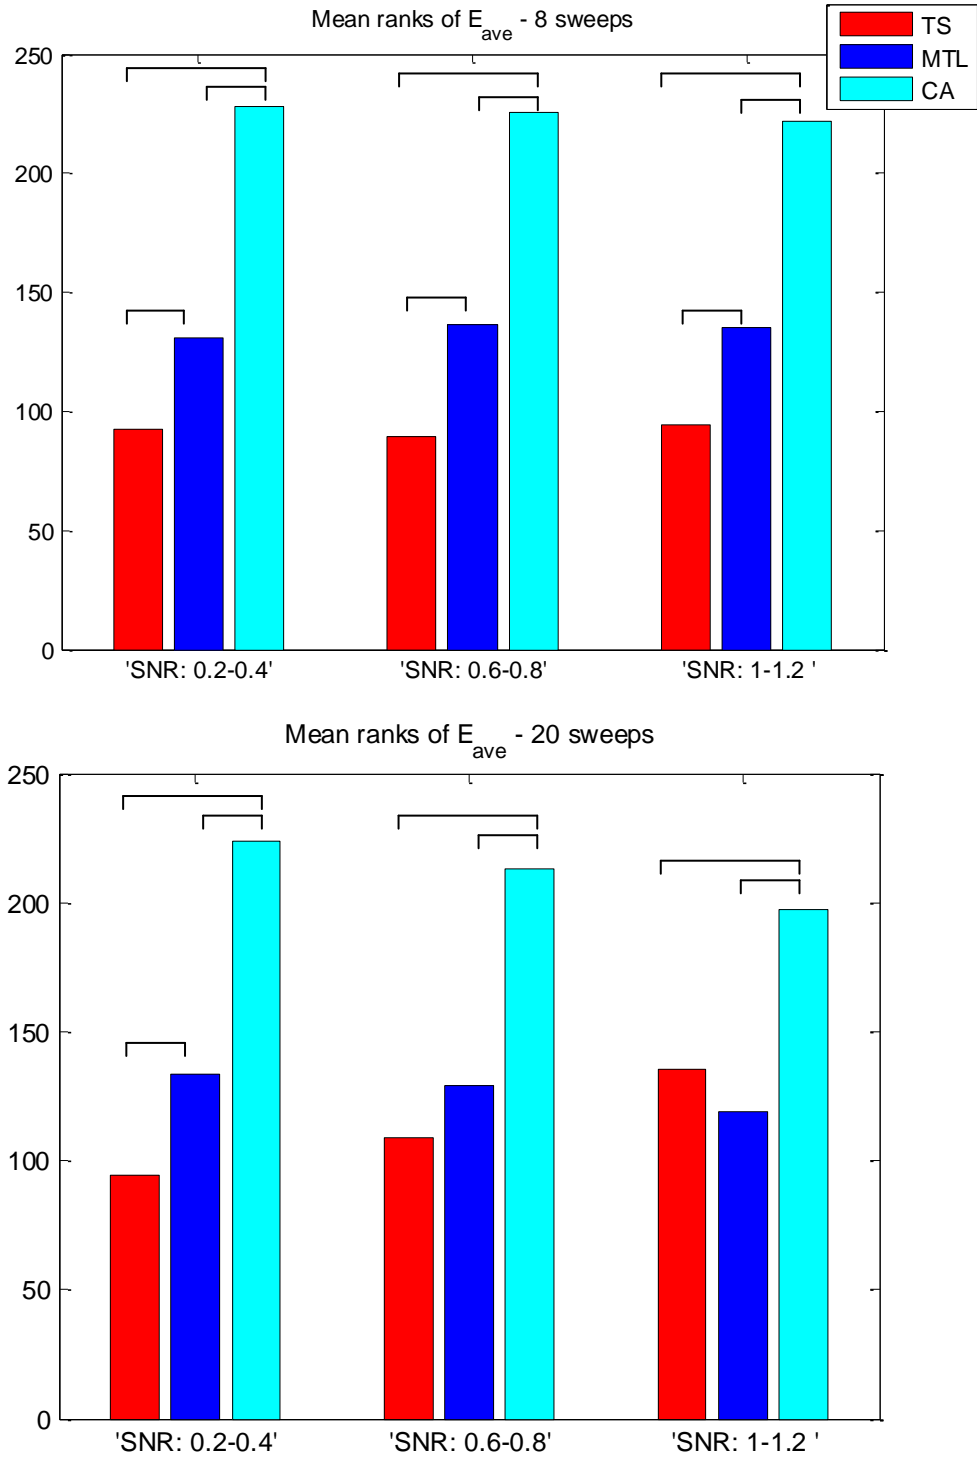 Mean ranks of E_ave - 8 sweeps
TS
MTL
CA
250
200
150
100
50
0
'SNR: 0.2-0.4' 'SNR: 0.6-0.8' 'SNR: 1-1.2 '
Mean ranks of E_ave - 20 sweeps
250
200
150
100
50
0
'SNR: 0.2-0.4' 'SNR: 0.6-0.8' 'SNR: 1-1.2 '